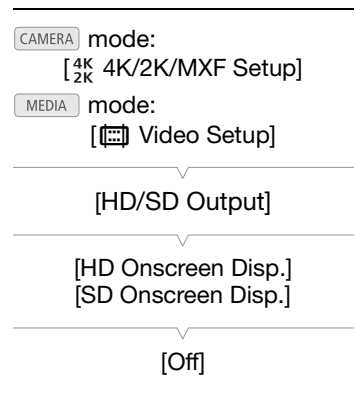 CAMERA mode:
[4K 2K 4K/2K/MXF Setup]
MEDIA mode:
[Video Setup]
[HD/SD Output]
[HD Onscreen Disp.]
[SD Onscreen Disp.]
[Off]